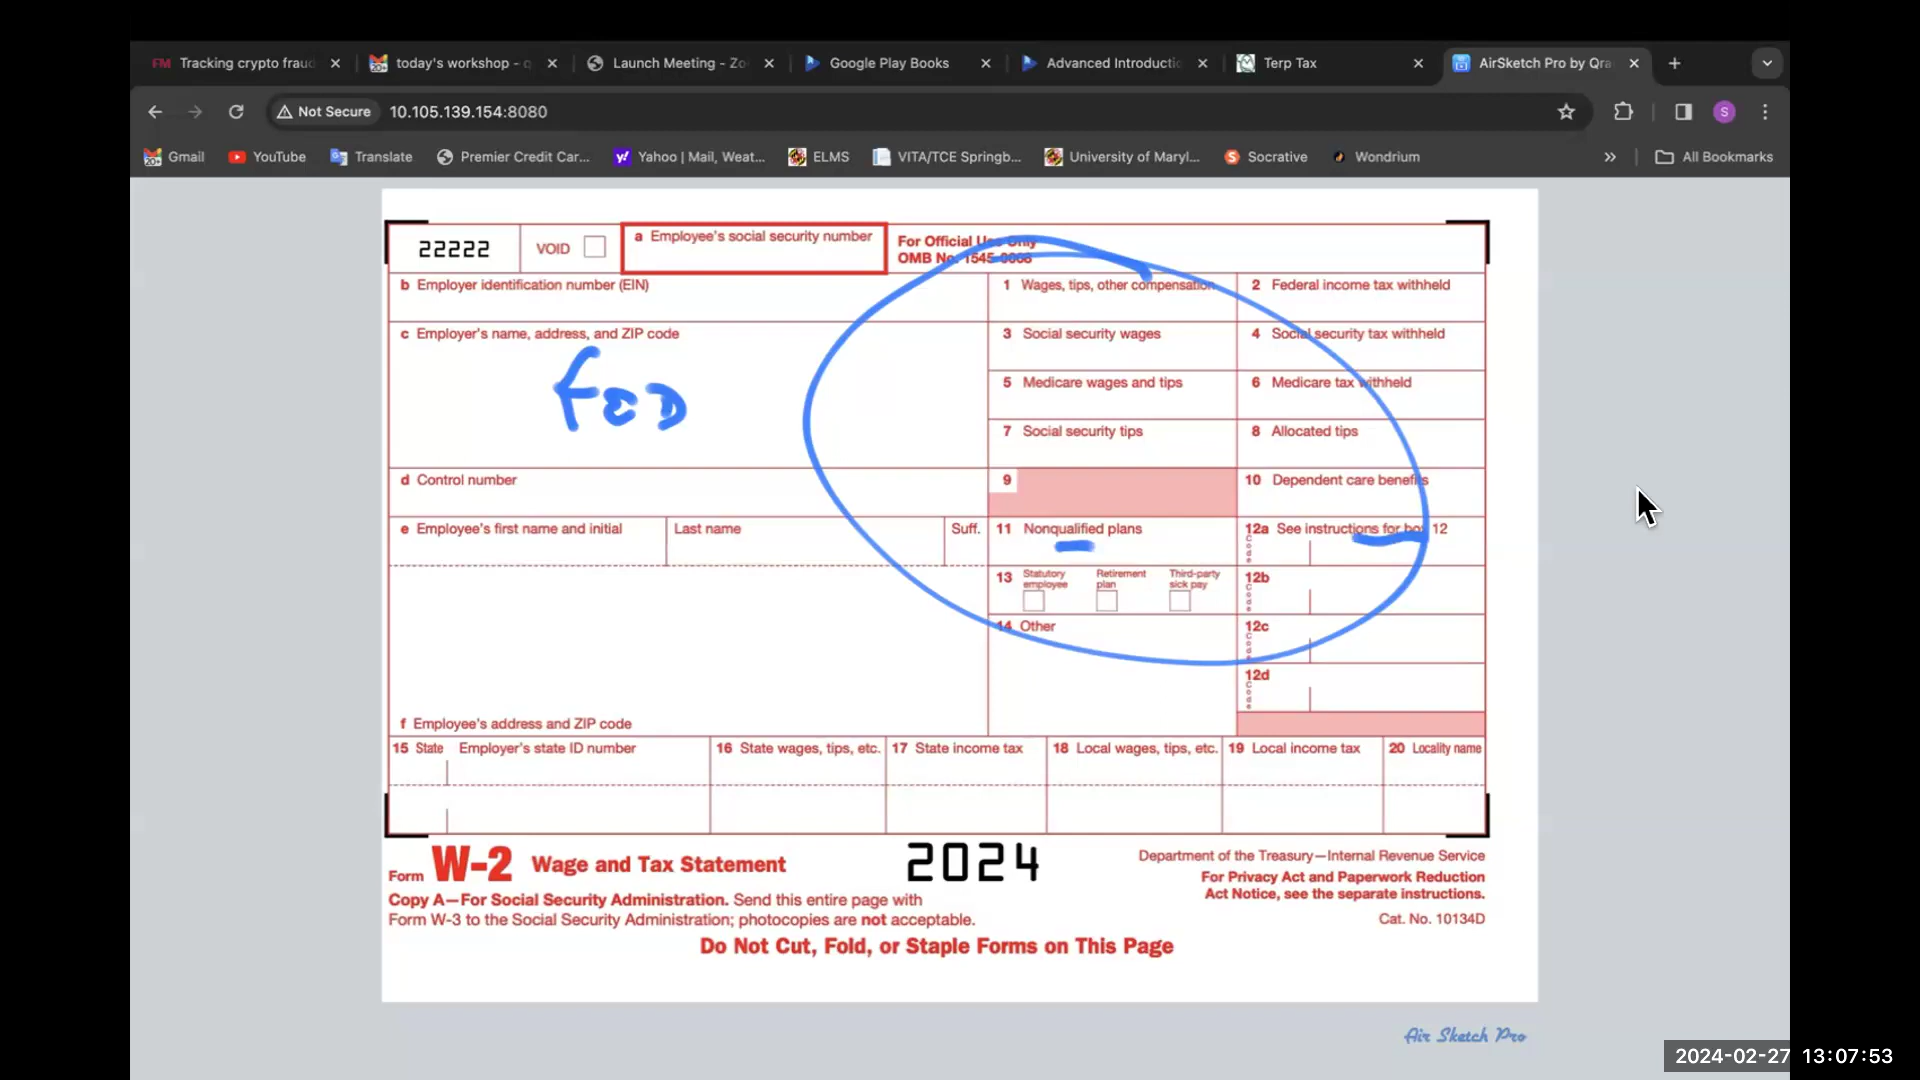 Tracking crypto fraud
today's workshop - q
Launch Meeting - Zo
Google Play Books
Advanced Introductio
Terp Tax
AirSketch Pro by Qra
Not Secure 10.105.139.154:8080
S
Gmail YouTube Translate Premier Credit Car... Yahoo | Mail, Weat... ELMS VITA/TCE Springb... University of Maryl... Socrative Wondrium » All Bookmarks
22222 VOID a Employee's social security number For Official Use Only
OMB No. 1545-0008
b Employer identification number (EIN) 1 Wages, tips, other compensation 2 Federal income tax withheld
c Employer's name, address, and ZIP code 3 Social security wages 4 Social security tax withheld
FED
5 Medicare wages and tips 6 Medicare tax withheld
7 Social security tips 8 Allocated tips
d Control number 9 10 Dependent care benefits
e Employee's first name and initial Last name Suff. 11 Nonqualified plans 12a See instructions for box 12
Code
13 Statutory employee Retirement plan Third-party sick pay 12b
Code
14 Other 12c
Code
12d
Code
f Employee's address and ZIP code
15 State Employer's state ID number 16 State wages, tips, etc. 17 State income tax 18 Local wages, tips, etc. 19 Local income tax 20 Locality name
Form W-2 Wage and Tax Statement 2024 Department of the Treasury—Internal Revenue Service
For Privacy Act and Paperwork Reduction
Act Notice, see the separate instructions.
Copy A—For Social Security Administration. Send this entire page with
Form W-3 to the Social Security Administration; photocopies are not acceptable. Cat. No. 10134D
Do Not Cut, Fold, or Staple Forms on This Page
Air Sketch Pro
2024-02-27 13:07:53